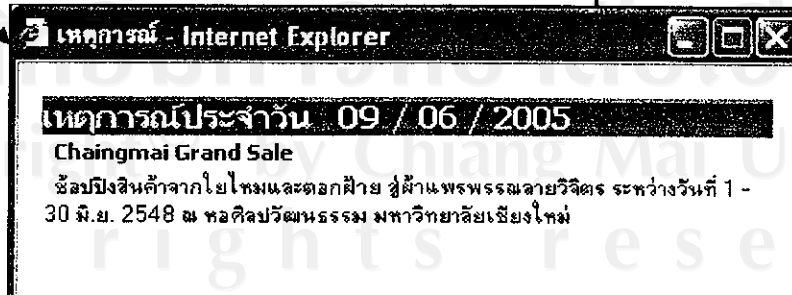 เหตุการณ์ - Internet Explorer
เหตุการณ์ประจำวัน 09 / 06 / 2005
Chaingmai Grand Sale
ช้อปปิงสินค้าจากใยไหมและดอกฝ้าย สู่ผ้าแพรพรรณลายวิจิตร ระหว่างวันที่ 1 -
30 มิ.ย. 2548 ณ หอศิลปวัฒนธรรม มหาวิทยาลัยเชียงใหม่
by Chiang Mai U
rights rese